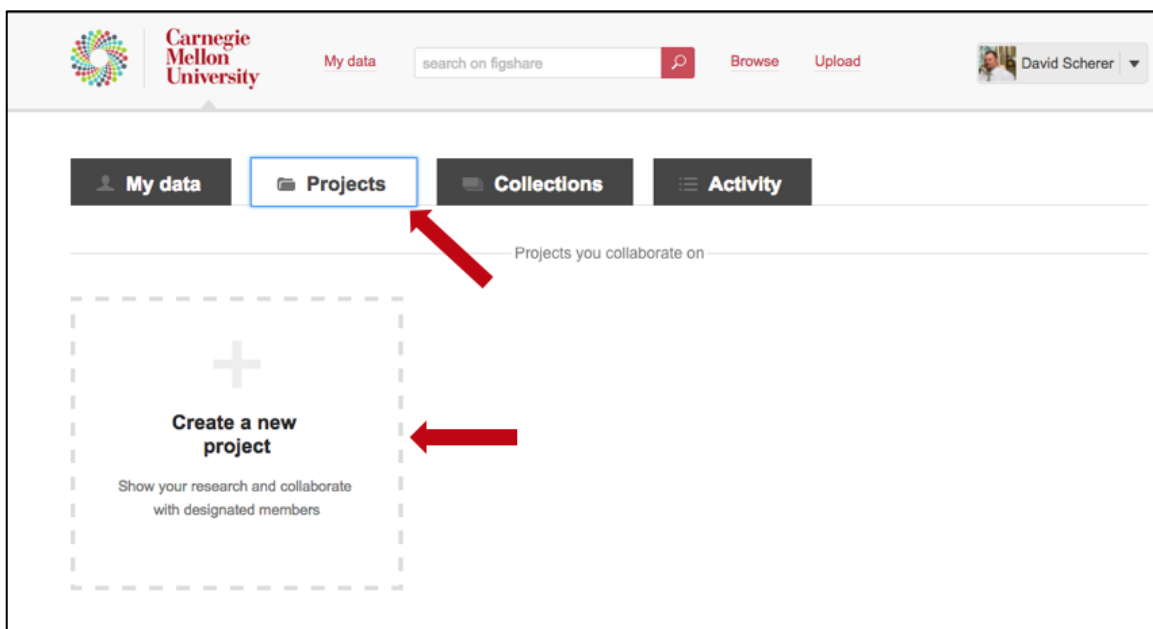 Carnegie
Mellon
University
My data
search on figshare
Browse
Upload
David Scherer
My data
Projects
Collections
Activity
Projects you collaborate on
Create a new
project
Show your research and collaborate
with designated members